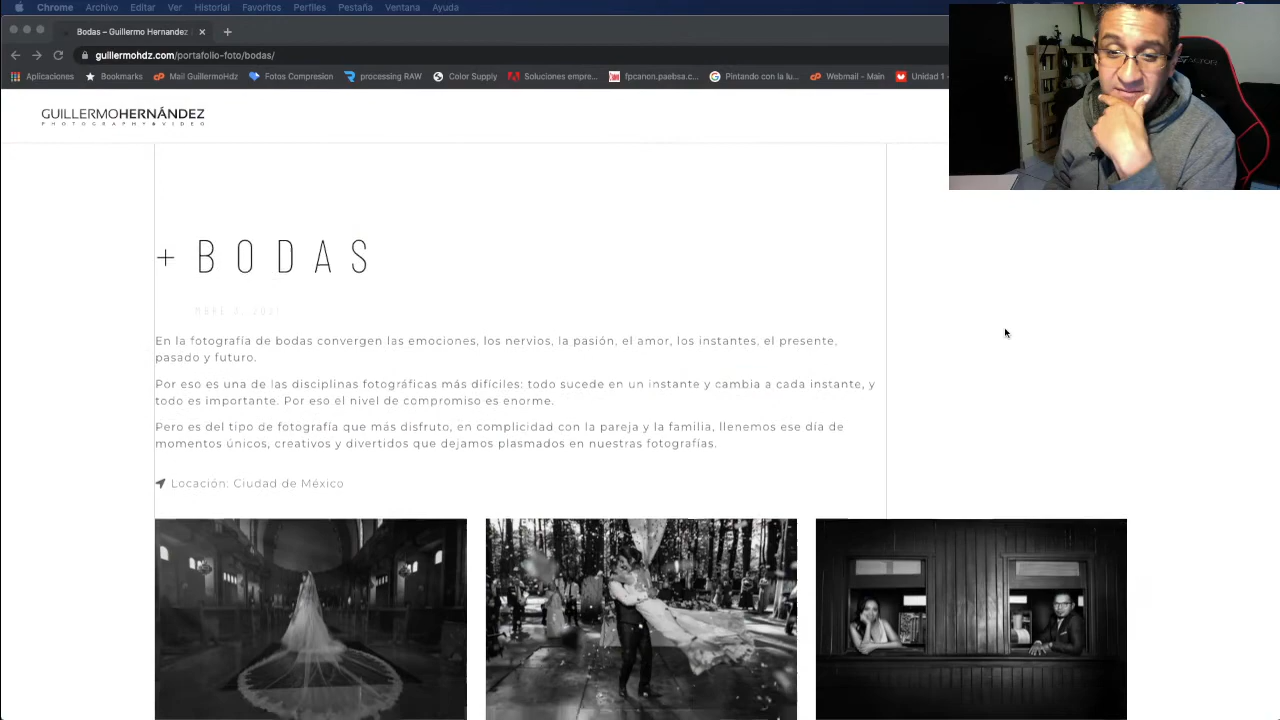 Chrome Archivo Editar Ver Historial Favoritos Perfiles Pestaña Ventana Ayuda
Bodas – Guillermo Hernandez
guillermohdz.com/portafolio-foto/bodas/
Aplicaciones Bookmarks Mail GuillermoHdz Fotos Compresion processing RAW Color Supply Soluciones empre... fpcanon.paebsa.c... Pintando con la lu... Webmail - Main Unidad 1
GUILLERMOHERNÁNDEZ
PHOTOGRAPHY VIDEO
+ BODAS
MBRE 7, 2021
En la fotografía de bodas convergen las emociones, los nervios, la pasión, el amor, los instantes, el presente,
pasado y futuro.
Por eso es una de las disciplinas fotográficas más difíciles: todo sucede en un instante y cambia a cada instante, y
todo es importante. Por eso el nivel de compromiso es enorme.
Pero es del tipo de fotografía que más disfruto, en complicidad con la pareja y la familia, llenemos ese día de
momentos únicos, creativos y divertidos que dejamos plasmados en nuestras fotografías.
Locación: Ciudad de México